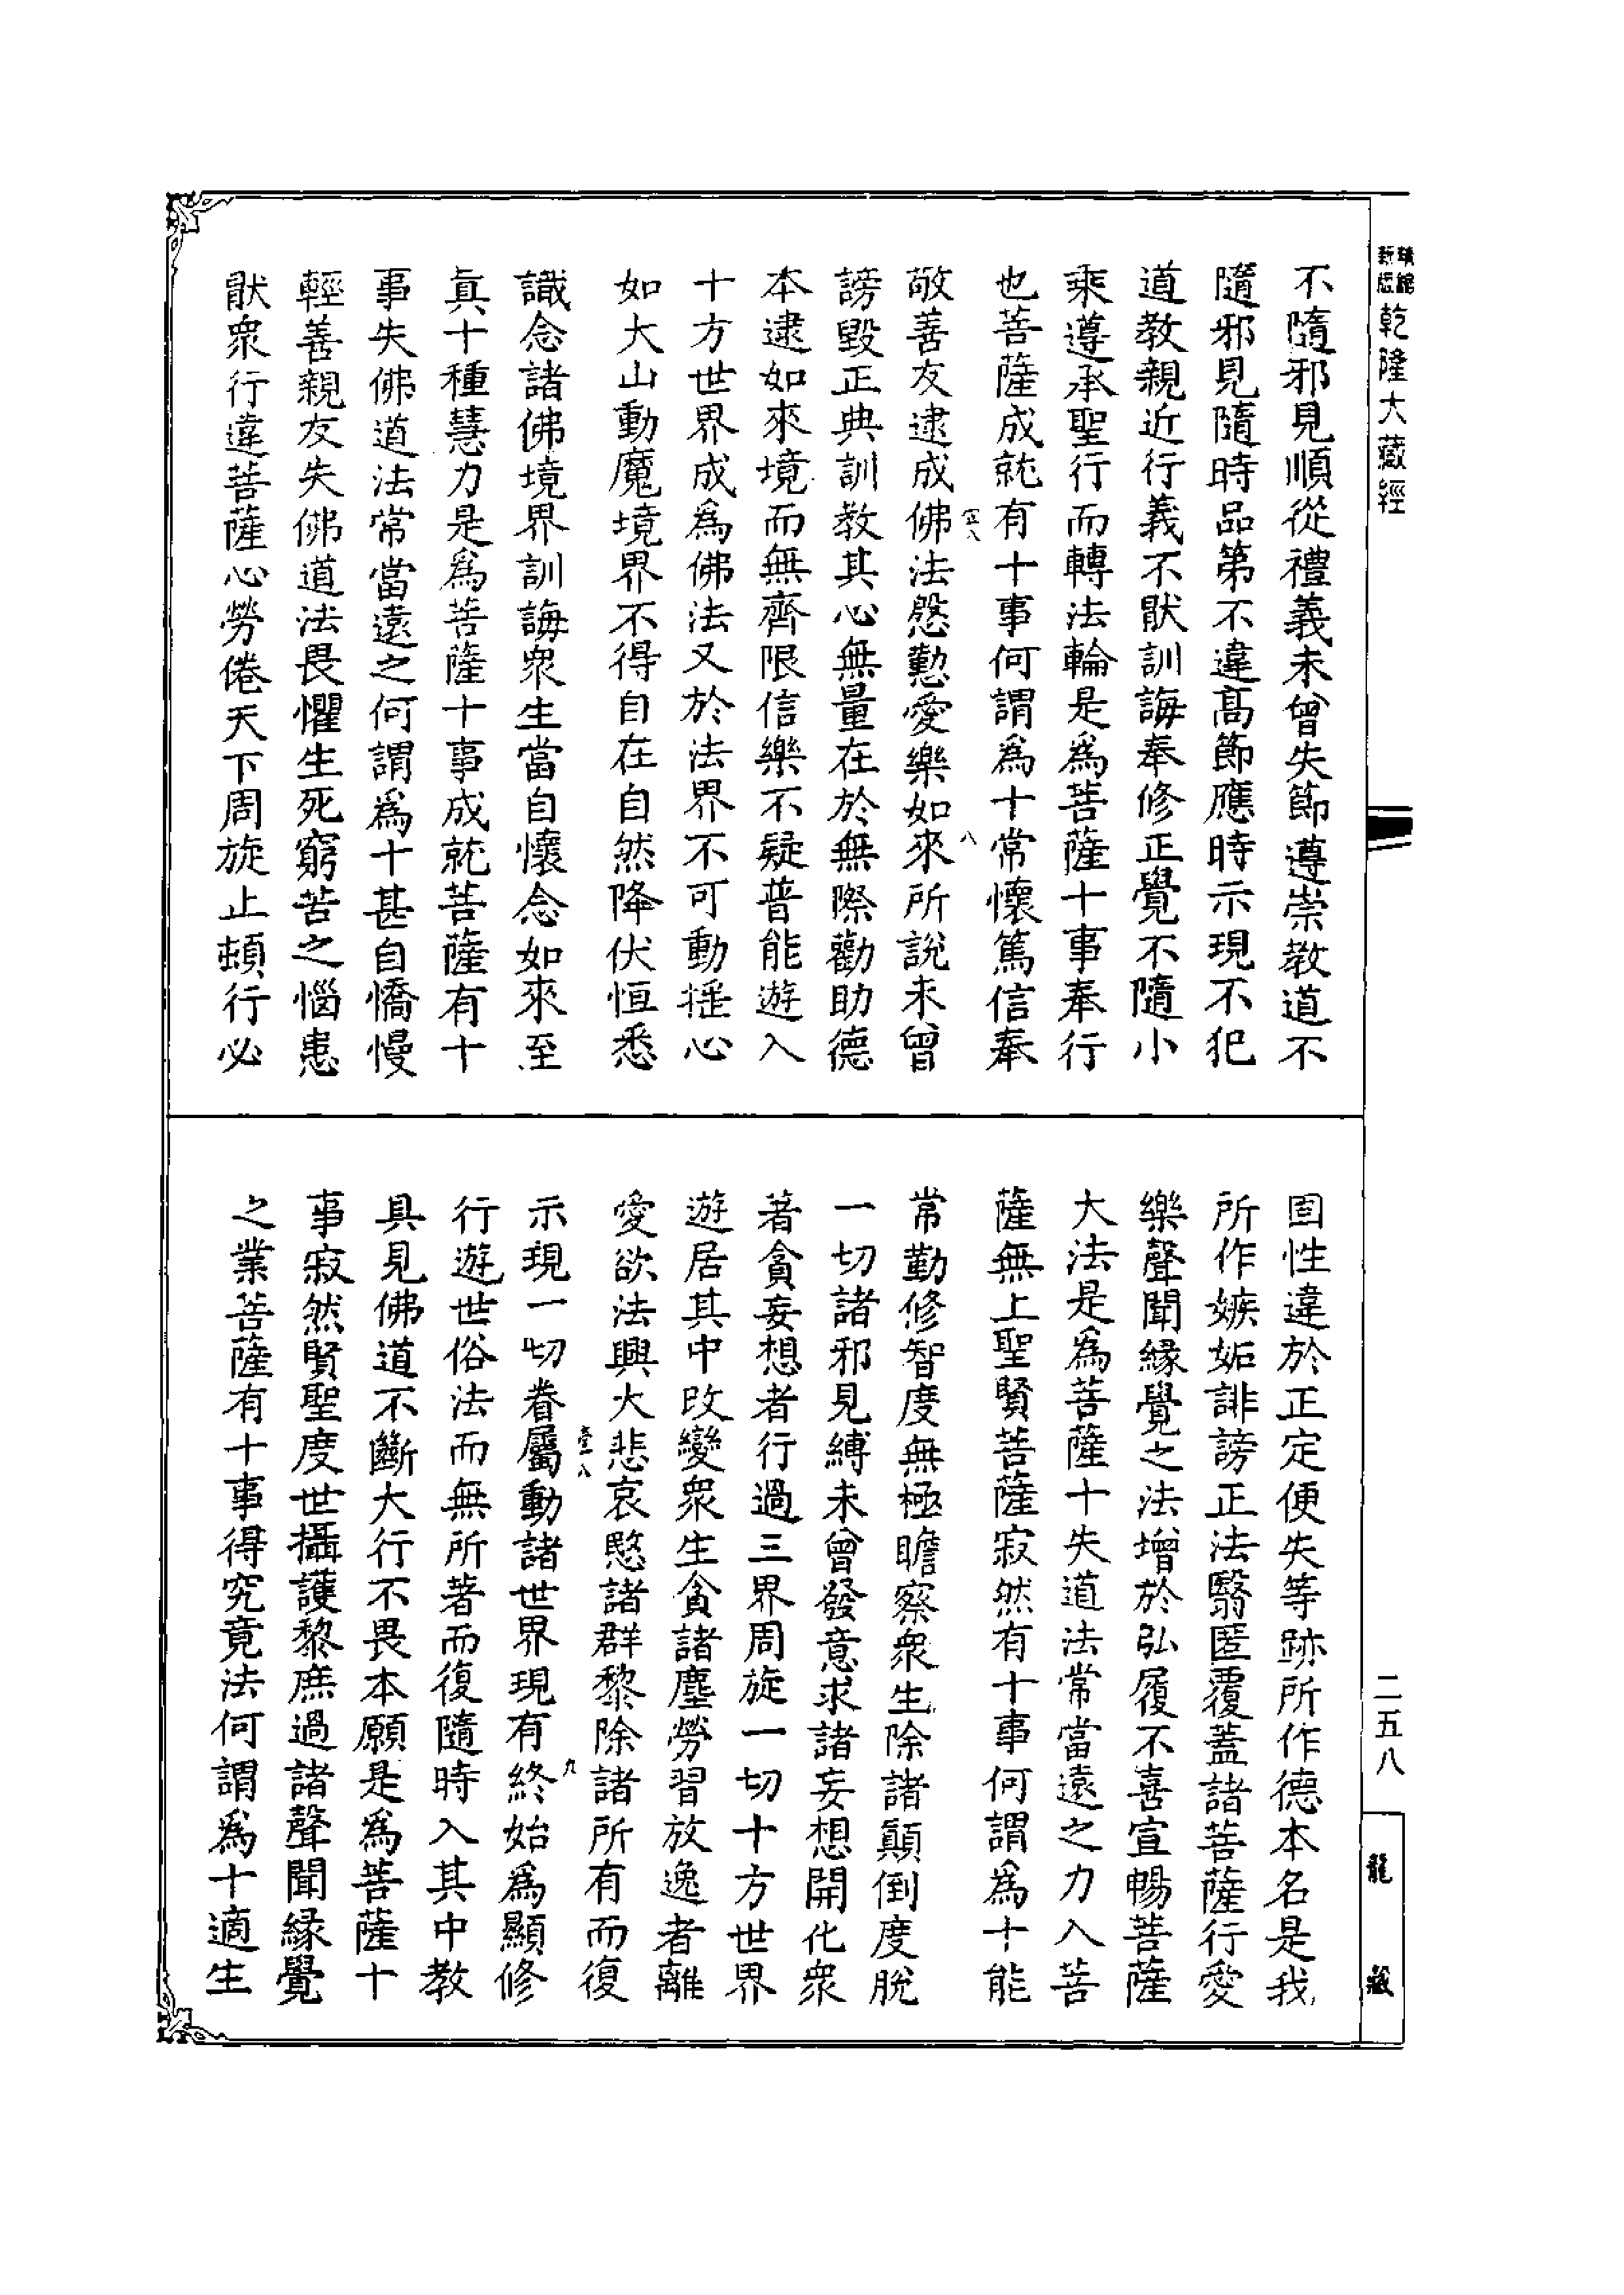 乾隆大藏經
不隨邪見順從禮義未曾失節遵崇教道不
隨邪見隨時品第不違髙節應時示現不犯
道教親近行義不猒訓誨奉修正覺不隨小
乘遵承聖行而轉法輪是爲菩薩十事奉行
也菩薩成就有十事何謂爲十常懷篤信奉
八
敬善友逮成佛法慇懃愛樂如來所說未曾
謗毀正典訓教其心無量在於無際勸助德
本逮如來境而無齊限信樂不疑普能遊入
十方世界成爲佛法又於法界不可動搖心
如大山動魔境界不得自在自然降伏恒悉
識念諸佛境界訓誨衆生當自懷念如來至
眞十種慧力是爲菩薩十事成就菩薩有十
事失佛道法常當遠之何謂爲十甚自憍慢
輕善親友失佛道法畏懼生死窮苦之惱患
猒衆行違菩薩心勞倦天下周旋止頓行必
固性違於正定便失等跡所作德本名是我
所作嫉妬誹謗正法翳匿覆蓋諸菩薩行愛
樂聲聞緣覺之法增於弘履不喜宣暢菩薩
大法是爲菩薩十失道法常當遠之力入菩
薩無上聖賢菩薩寂然有十事何謂爲十能
常勤修智度無極瞻察衆生除諸顛倒度脫
一切諸邪見縛未曾發意求諸妄想開化衆
著貪妄想者行過三界周旋一切十方世界
遊居其中改變衆生貪諸塵勞習放逸者離
愛欲法興大悲哀愍諸群黎除諸所有而復
九
示現一切眷屬動諸世界現有終始爲顯修
行遊世俗法而無所著而復隨時入其中教
具見佛道不斷大行不畏本願是爲菩薩十
事寂然賢聖度世攝護黎庶過諸聲聞緣覺
之業菩薩有十事得究竟法何謂爲十適生
二五八
龍藏